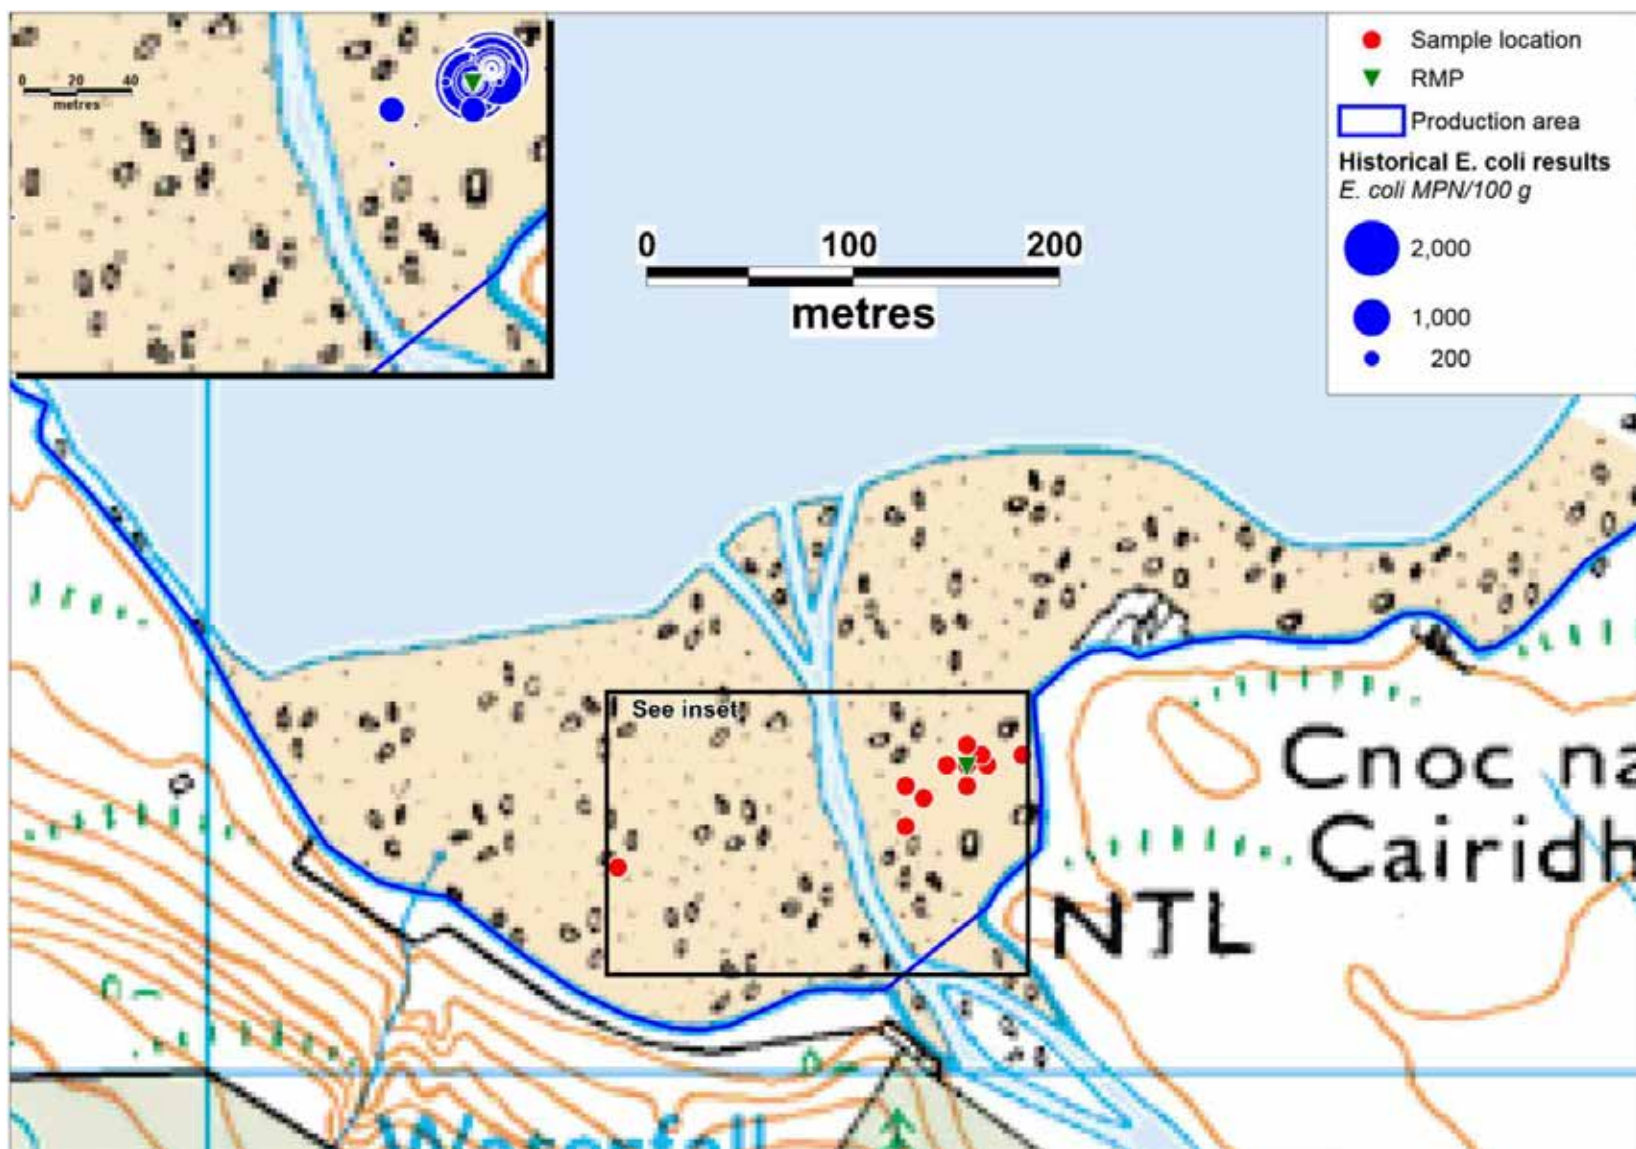 0 20 40
metres
Sample location
RMP
Production area
Historical E. coli results
E. coli MPN/100 g
2,000
1,000
200
0 100 200
metres
See inset
Cnoc na
Cairidh
NTL
Waterfall